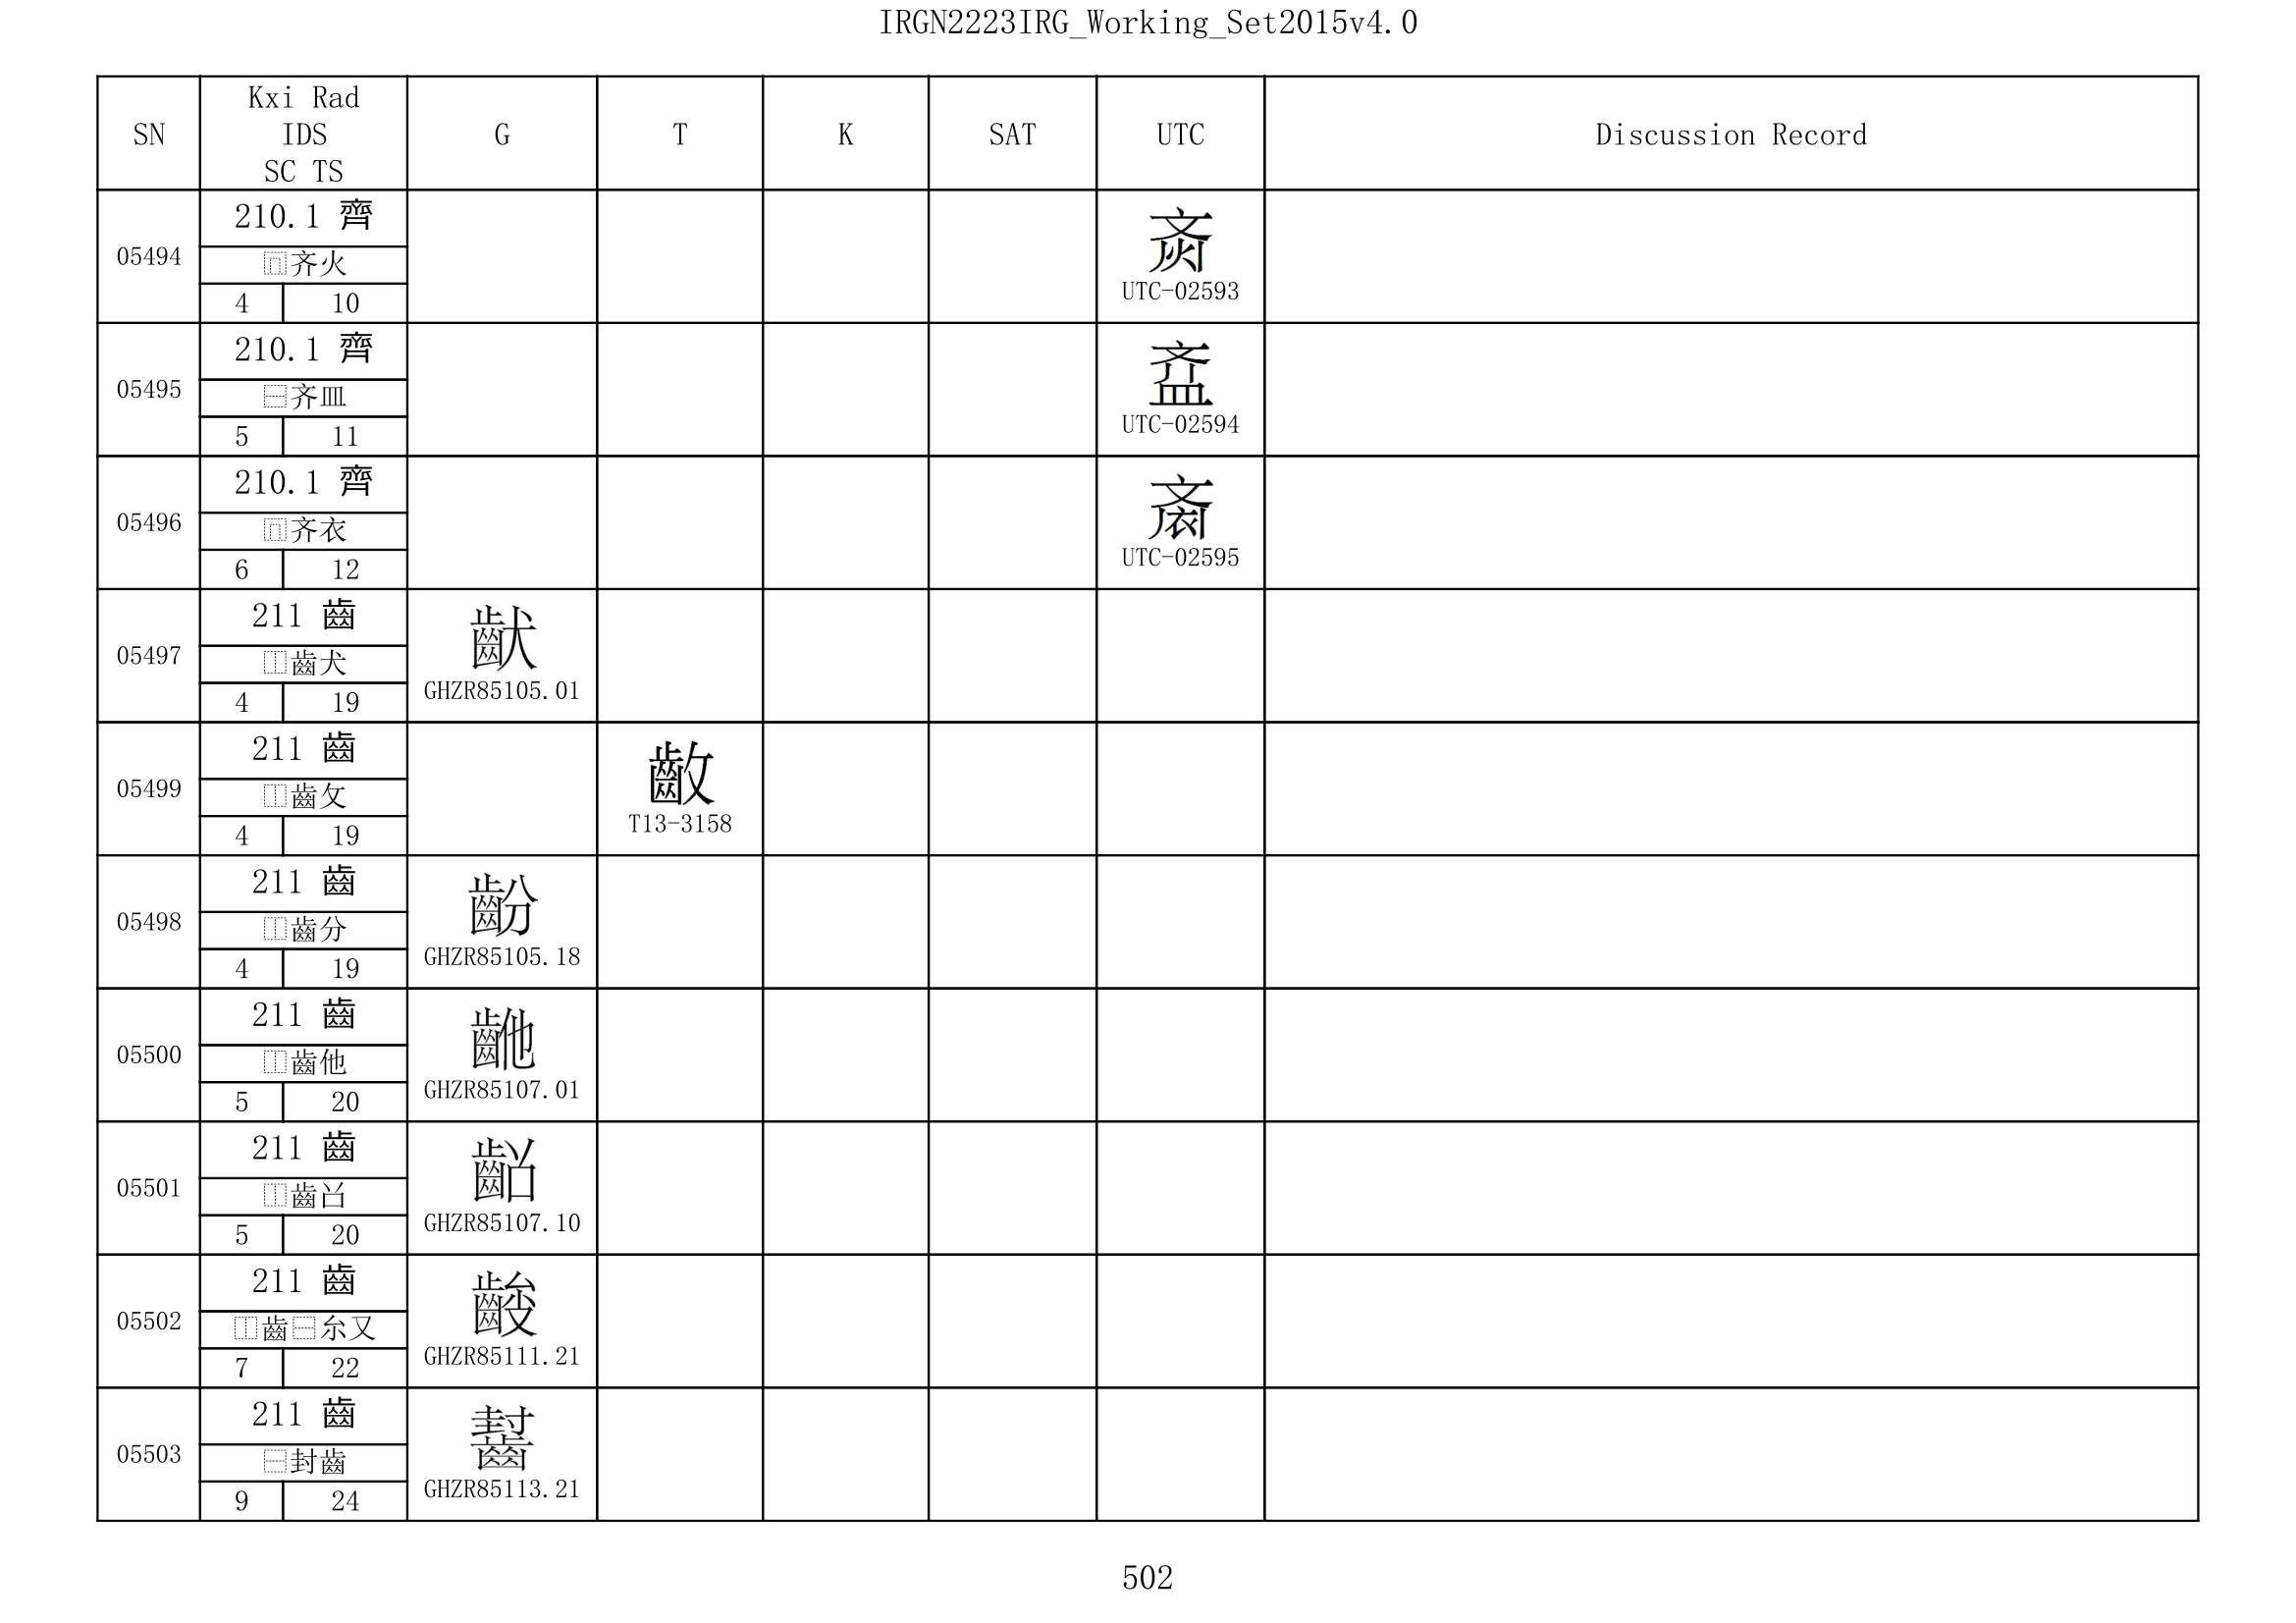 IRGN2223IRG_Working_Set2015v4.0
SN Kxi Rad IDS SC TS G T K SAT UTC Discussion Record
05494
210.1 齊
⿵齐火
4 10
UTC-02593
05495
210.1 齊
⿱齐皿
5 11
UTC-02594
05496
210.1 齊
⿵齐衣
6 12
UTC-02595
05497
211 齒
⿰齒犬
4 19
GHZR85105.01
05499
211 齒
⿰齒攵
4 19
T13-3158
05498
211 齒
⿰齒分
4 19
GHZR85105.18
05500
211 齒
⿰齒他
5 20
GHZR85107.01
05501
211 齒
⿰齒㕣
5 20
GHZR85107.10
05502
211 齒
⿰齒⿱厼又
7 22
GHZR85111.21
05503
211 齒
⿱封齒
9 24
GHZR85113.21
502